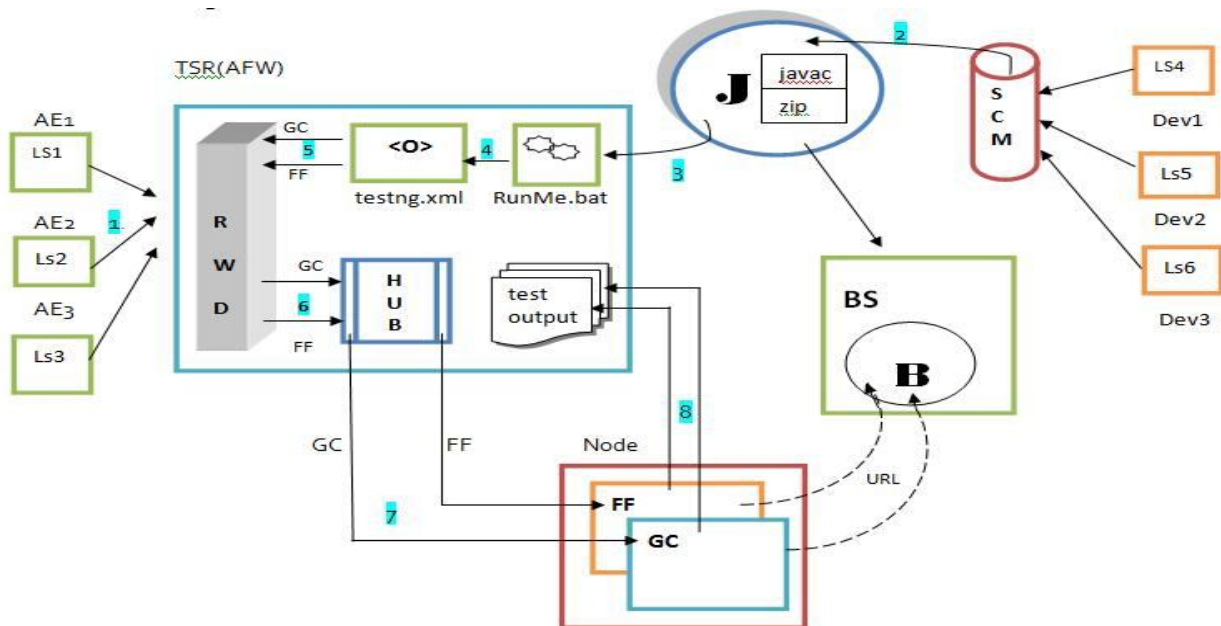 TSR(AFW)
AE1
LS1
AE2
Ls2
AE3
Ls3
1
R
W
D
GC
5
FF
<O>
testng.xml
4
RunMe.bat
3
GC
6
FF
H
U
B
test
output
J
javac
zip
2
S
C
M
LS4
Dev1
Ls5
Dev2
Ls6
Dev3
BS
B
URL
GC
FF
7
8
Node
FF
GC